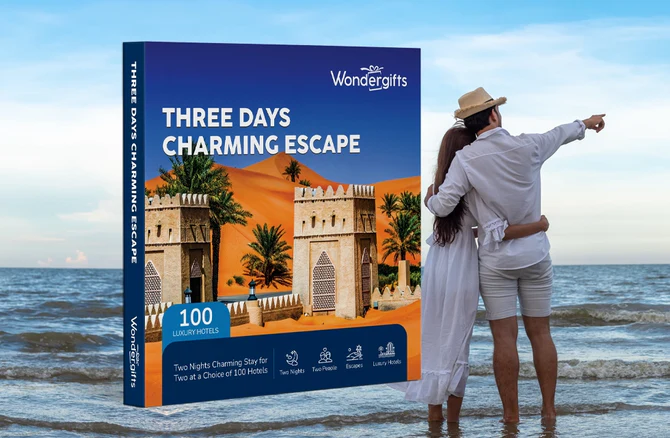 Wondergifts
THREE DAYS
CHARMING ESCAPE
THREE DAYS CHARMING ESCAPE
100
LUXURY HOTELS
Two Nights Charming Stay for
Two at a Choice of 100 Hotels
Two Nights
Two People
Escapes
Luxury Hotels
Wondergifts